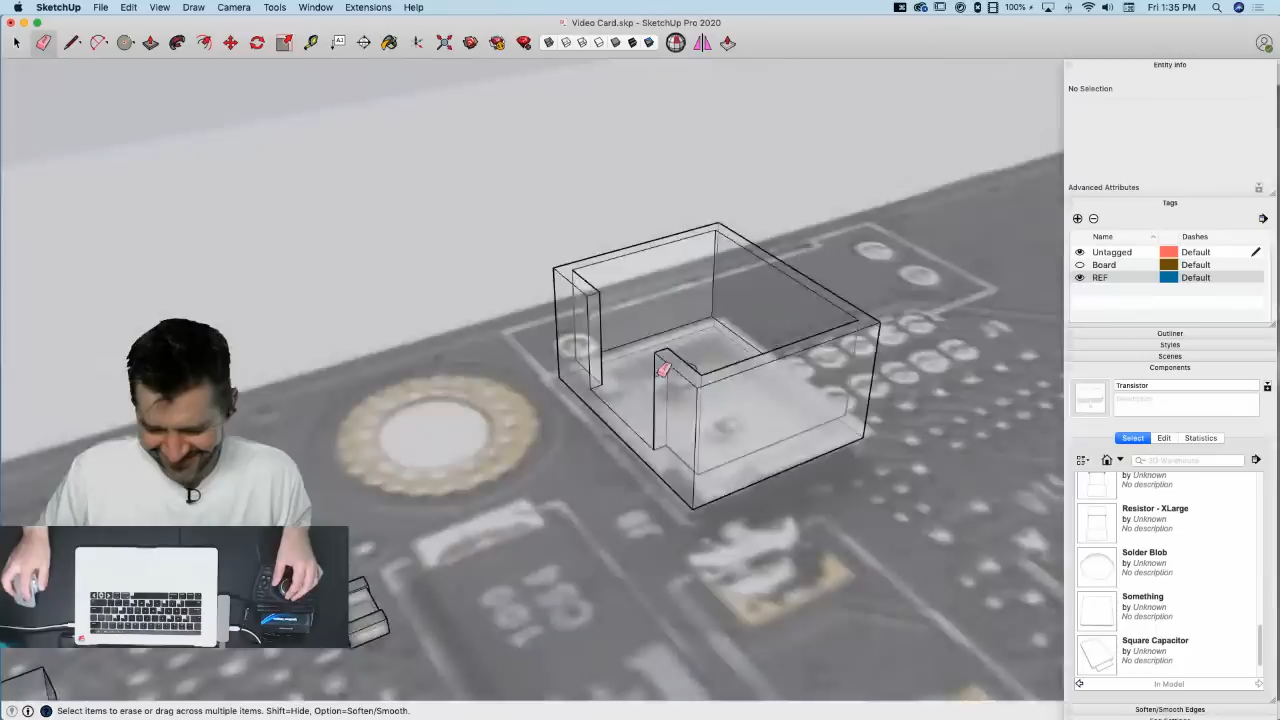 SketchUp File Edit View Draw Camera Tools Window Extensions Help 100% Fri 1:35 PM
Video Card.skp - SketchUp Pro 2020
Entity Info
No Selection
Advanced Attributes
Tags
Name Dashes
Untagged Default
Board Default
REF Default
Outliner
Styles
Scenes
Components
Transistor
Description
Select Edit Statistics
3D Warehouse
by Unknown
No description
Resistor - XLarge
by Unknown
No description
Solder Blob
by Unknown
No description
Something
by Unknown
No description
Square Capacitor
by Unknown
No description
In Model
Select items to erase or drag across multiple items. Shift=Hide, Option=Soften/Smooth.
Soften/Smooth Edges